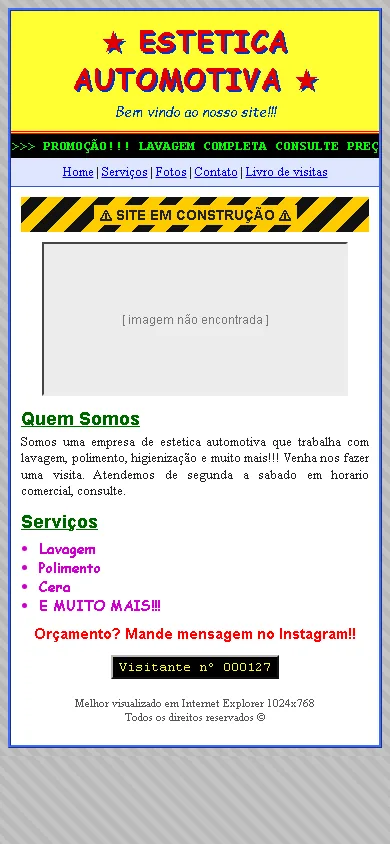 ★ ESTETICA
AUTOMOTIVA ★
Bem vindo ao nosso site!!!
>>> PROMOÇÃO!!! LAVAGEM COMPLETA CONSULTE PREÇ
Home | Serviços | Fotos | Contato | Livro de visitas
⚠ SITE EM CONSTRUÇÃO ⚠
[ imagem não encontrada ]
Quem Somos
Somos uma empresa de estetica automotiva que trabalha com
lavagem, polimento, higienização e muito mais!!! Venha nos fazer
uma visita. Atendemos de segunda a sabado em horario
comercial, consulte.
Serviços
• Lavagem
• Polimento
• Cera
• E MUITO MAIS!!!
Orçamento? Mande mensagem no Instagram!!
Visitante nº 000127
Melhor visualizado em Internet Explorer 1024x768
Todos os direitos reservados ©